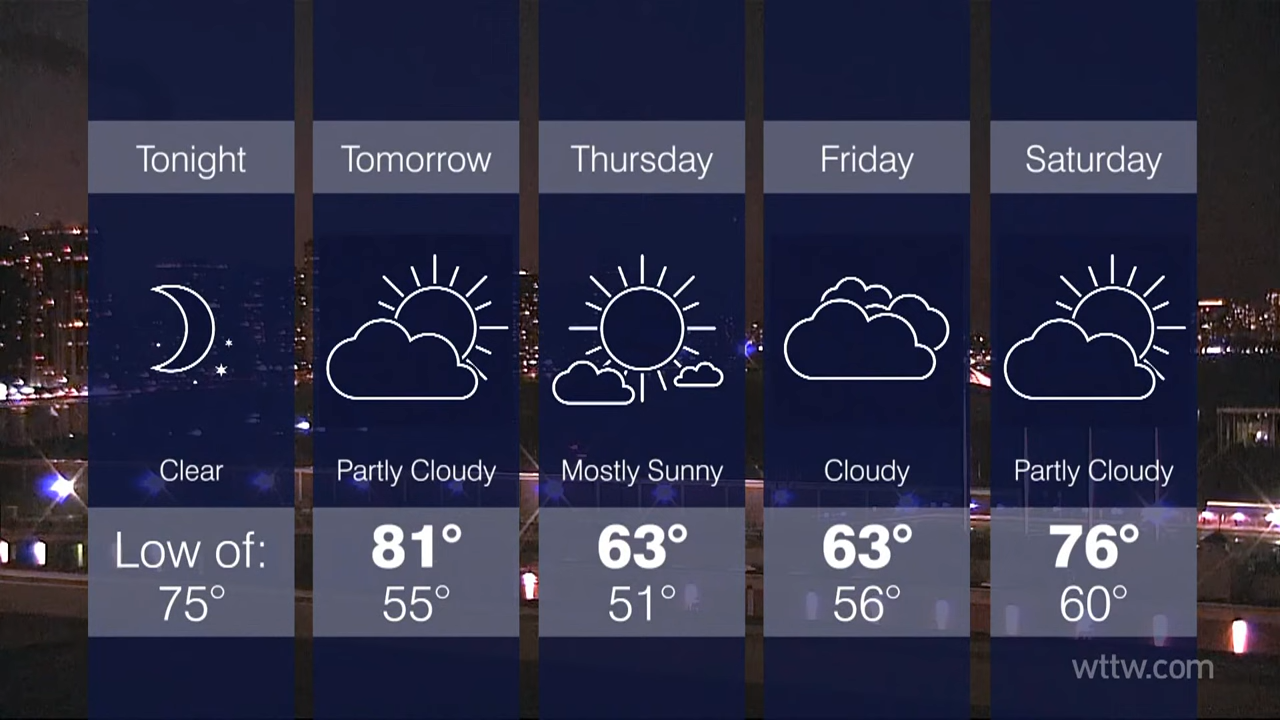 Tonight
Clear
Low of:
75°
Tomorrow
Partly Cloudy
81°
55°
Thursday
Mostly Sunny
63°
51°
Friday
Cloudy
63°
56°
Saturday
Partly Cloudy
76°
60°
wttw.com